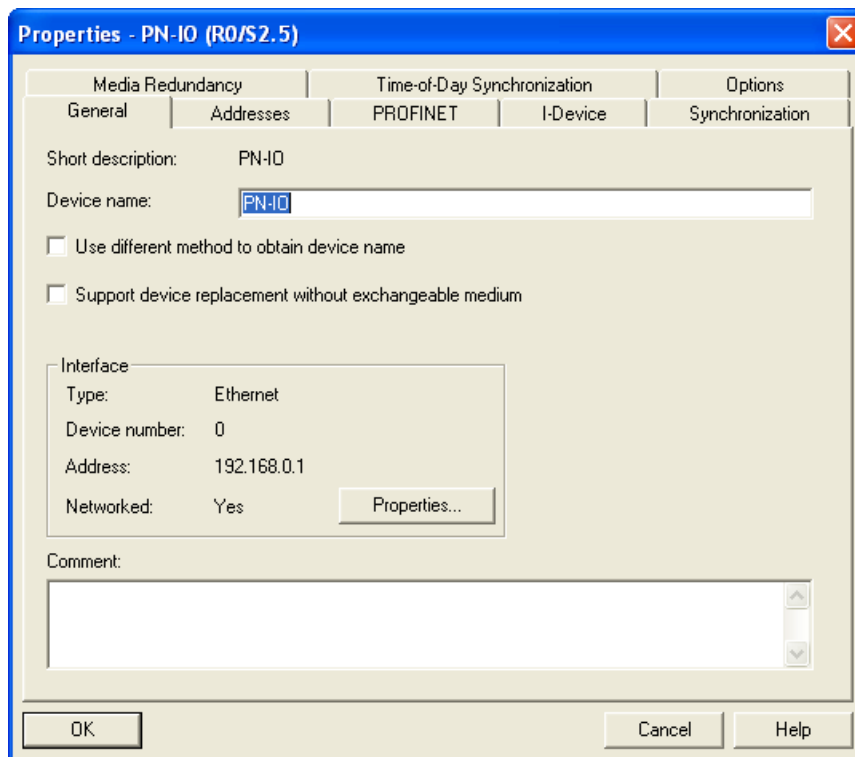 Properties - PN-IO (R0/S2.5)
Media Redundancy Time-of-Day Synchronization Options
General Addresses PROFINET I-Device Synchronization
Short description: PN-IO
Device name: PN-IO
Use different method to obtain device name
Support device replacement without exchangeable medium
Interface
Type: Ethernet
Device number: 0
Address: 192.168.0.1
Networked: Yes Properties...
Comment:
OK Cancel Help